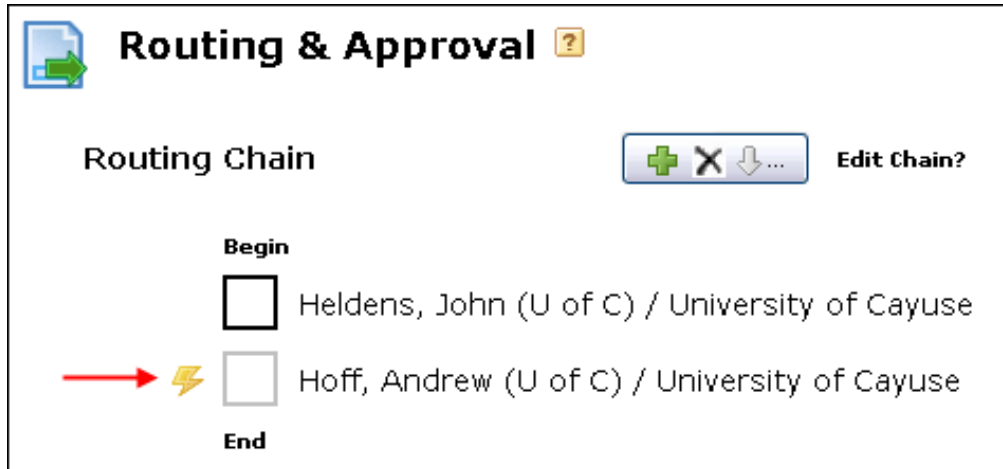 Routing & Approval ?
Routing Chain
... Edit Chain?
Begin
Heldens, John (U of C) / University of Cayuse
Hoff, Andrew (U of C) / University of Cayuse
End